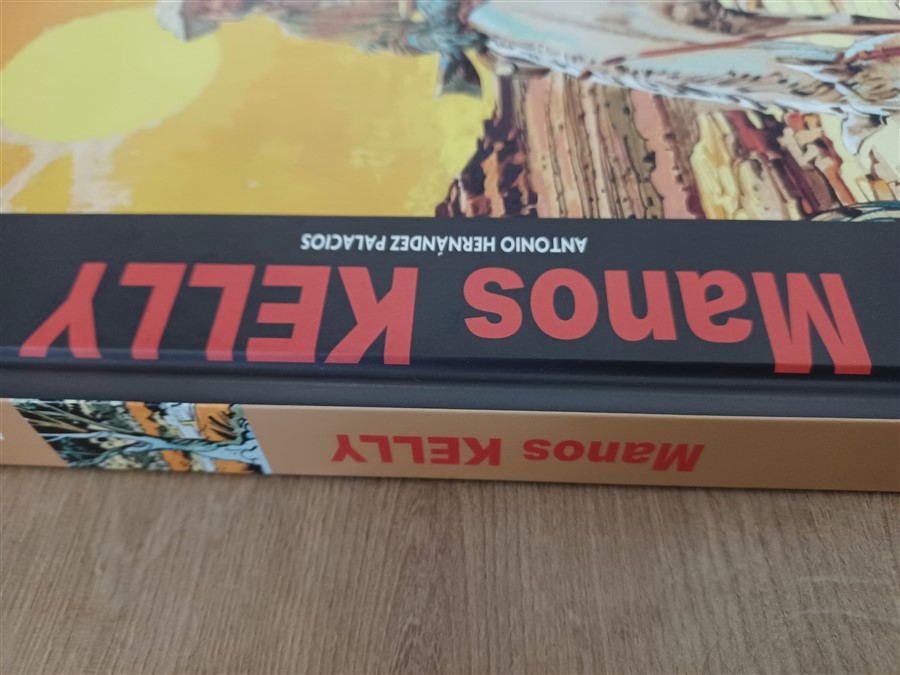 Manos KELLY
ANTONIO HERNÁNDEZ PALACIOS
Manos KELLY